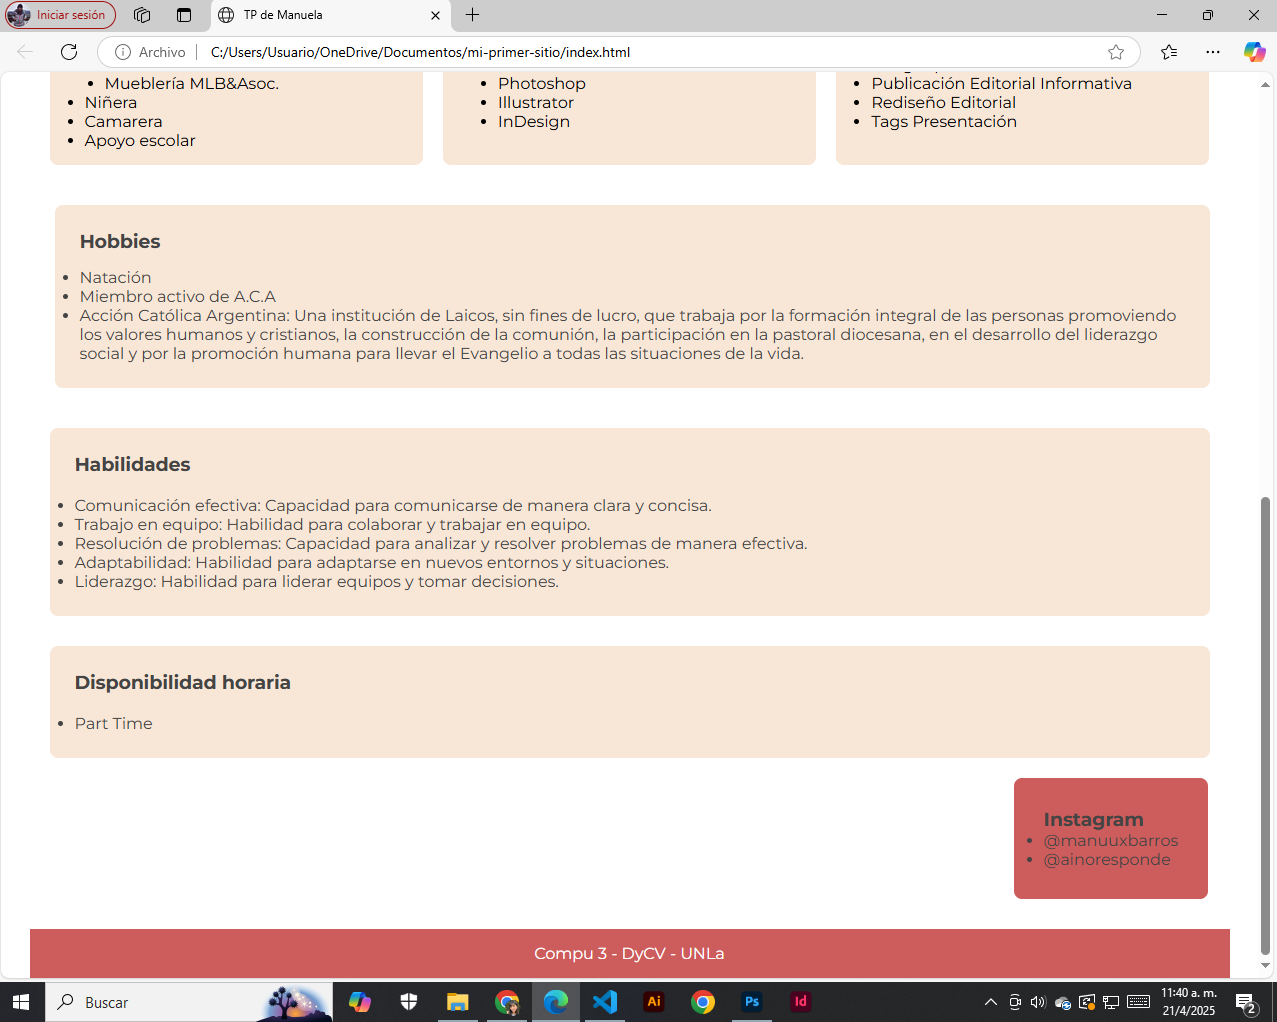 Iniciar sesión
TP de Manuela
Archivo
C:/Users/Usuario/OneDrive/Documentos/mi-primer-sitio/index.html
Mueblería MLB&Asoc.
Niñera
Camarera
Apoyo escolar
Photoshop
Illustrator
InDesign
Publicación Editorial Informativa
Rediseño Editorial
Tags Presentación
Hobbies
Natación
Miembro activo de A.C.A
Acción Católica Argentina: Una institución de Laicos, sin fines de lucro, que trabaja por la formación integral de las personas promoviendo
los valores humanos y cristianos, la construcción de la comunión, la participación en la pastoral diocesana, en el desarrollo del liderazgo
social y por la promoción humana para llevar el Evangelio a todas las situaciones de la vida.
Habilidades
Comunicación efectiva: Capacidad para comunicarse de manera clara y concisa.
Trabajo en equipo: Habilidad para colaborar y trabajar en equipo.
Resolución de problemas: Capacidad para analizar y resolver problemas de manera efectiva.
Adaptabilidad: Habilidad para adaptarse en nuevos entornos y situaciones.
Liderazgo: Habilidad para liderar equipos y tomar decisiones.
Disponibilidad horaria
Part Time
Instagram
@manuuxbarros
@ainoresponde
Compu 3 - DyCV - UNLa
Buscar
Ai
Ps
Id
11:40 a. m.
21/4/2025
2